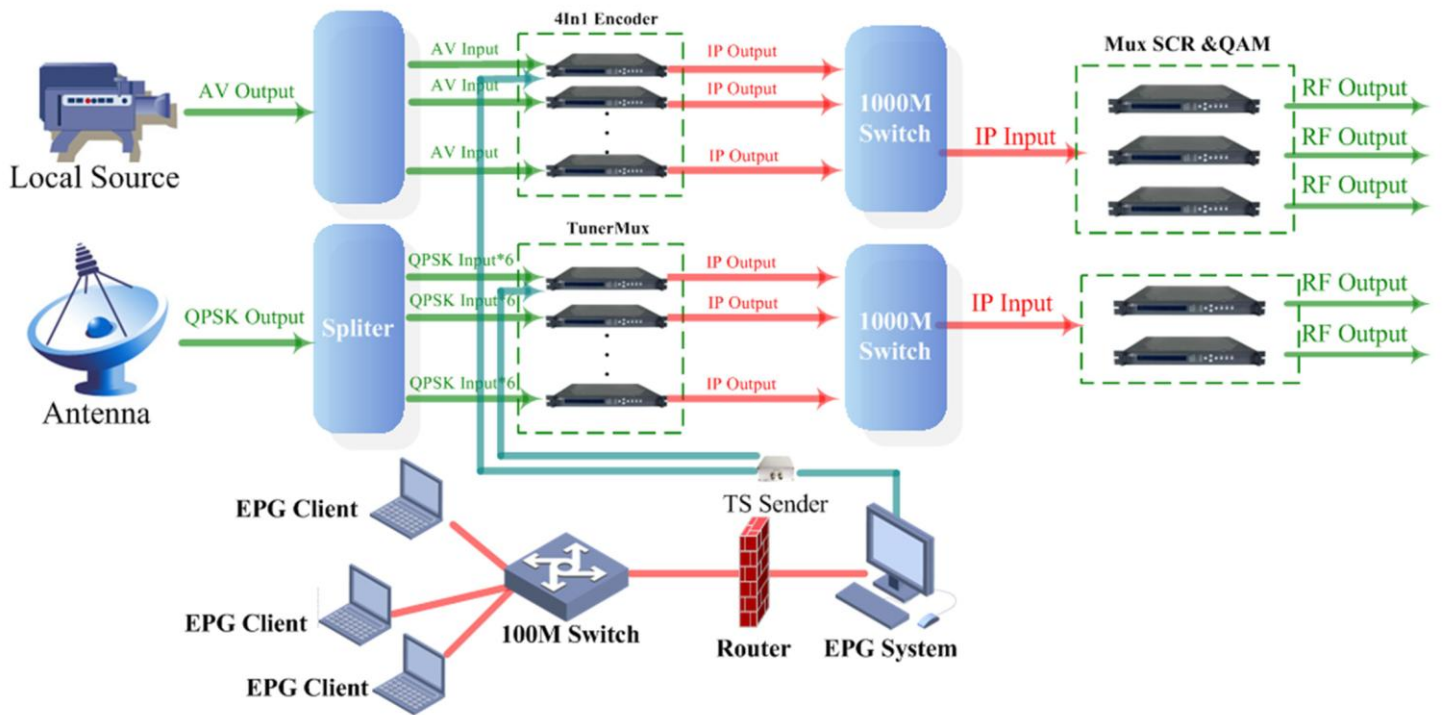 4In1 Encoder
AV Input
IP Output
Mux SCR &QAM
AV Output
AV Input
IP Output
1000M
Switch
RF Output
IP Input
RF Output
AV Input
IP Output
RF Output
Local Source
TunerMux
QPSK Input*6
IP Output
QPSK Output
QPSK Input*6
IP Output
Spliter
1000M
Switch
IP Input
RF Output
RF Output
QPSK Input*6
IP Output
Antenna
TS Sender
EPG Client
EPG Client
100M Switch
Router
EPG System
EPG Client